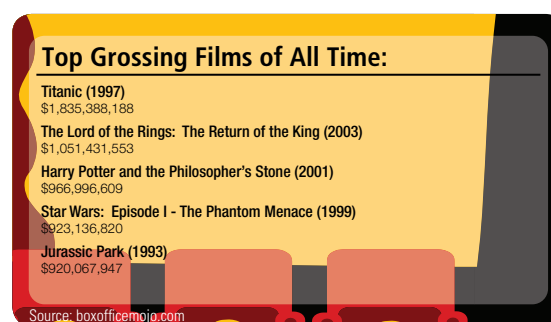 Top Grossing Films of All Time:
Titanic (1997)
$1,835,388,188
The Lord of the Rings:  The Return of the King (2003)
$1,051,431,553
Harry Potter and the Philosopher's Stone (2001)
$966,996,609
Star Wars:  Episode I - The Phantom Menace (1999)
$923,136,820
Jurassic Park (1993)
$920,067,947
Source: boxofficemojo.com